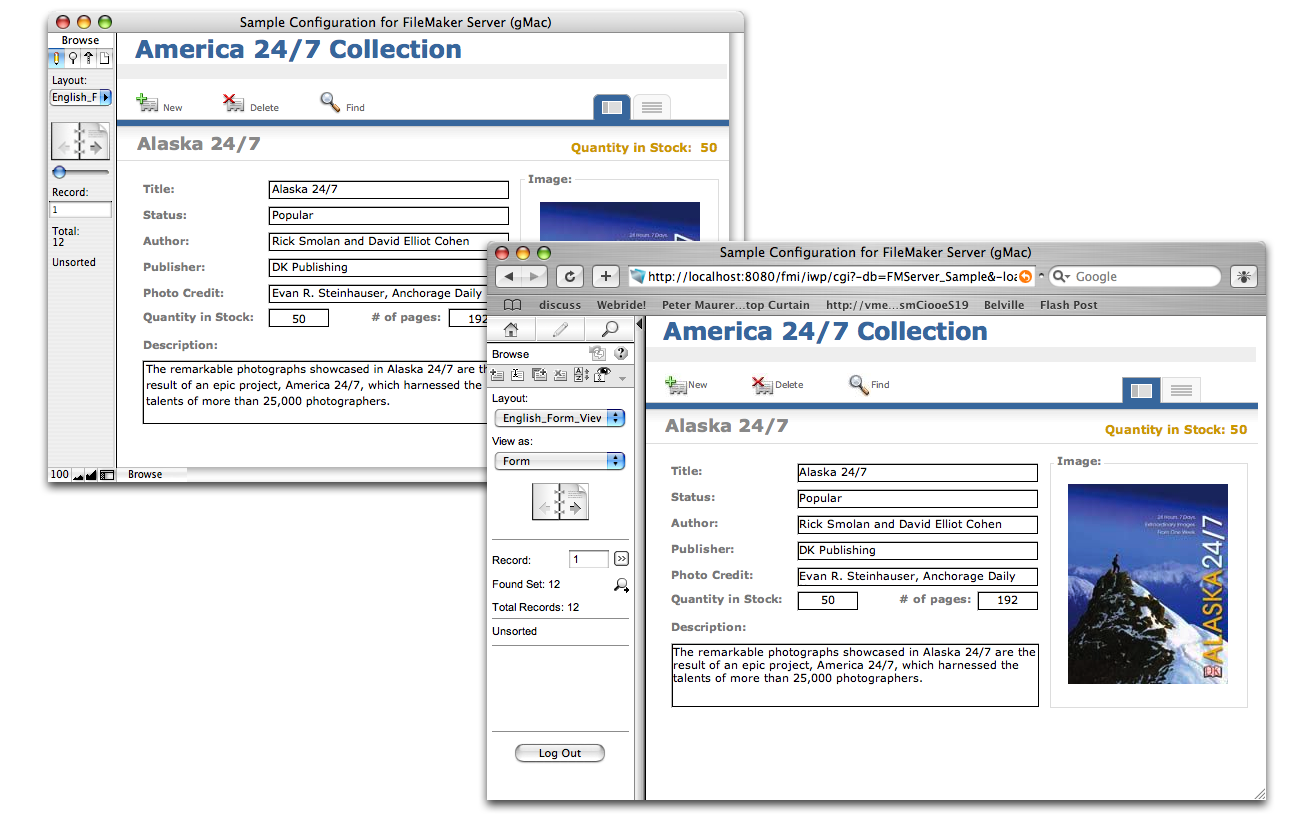 Sample Configuration for FileMaker Server (gMac)
Browse
America 24/7 Collection
Layout:
English_F
New
Delete
Find
Alaska 24/7
Quantity in Stock: 50
Record:
1
Total:
12
Unsorted
Title:
Alaska 24/7
Status:
Popular
Author:
Rick Smolan and David Elliot Cohen
Publisher:
DK Publishing
Photo Credit:
Evan R. Steinhauser, Anchorage Daily
Quantity in Stock:
50
# of pages:
192
Description:
The remarkable photographs showcased in Alaska 24/7 are th
result of an epic project, America 24/7, which harnessed the
talents of more than 25,000 photographers.
Image:
24 Hours, 7 Days
100
Browse
Sample Configuration for FileMaker Server (gMac)
http://localhost:8080/fmi/iwp/cgi?-db=FMServer_Sample&-loa
Google
discuss
Webride!
Peter Maurer...top Curtain
http://vme...smCiooeS19
Belville
Flash Post
Browse
Layout:
English_Form_View
View as:
Form
Record:
1
Found Set: 12
Total Records: 12
Unsorted
Log Out
America 24/7 Collection
New
Delete
Find
Alaska 24/7
Quantity in Stock: 50
Title:
Alaska 24/7
Status:
Popular
Author:
Rick Smolan and David Elliot Cohen
Publisher:
DK Publishing
Photo Credit:
Evan R. Steinhauser, Anchorage Daily
Quantity in Stock:
50
# of pages:
192
Description:
The remarkable photographs showcased in Alaska 24/7 are the
result of an epic project, America 24/7, which harnessed the
talents of more than 25,000 photographers.
Image:
24 Hours, 7 Days
Extraordinary Images
From One Week
ALASKA24/7
DK